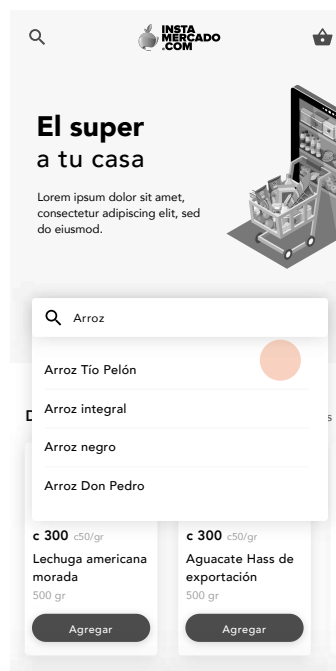 INSTA
MERCADO
.COM
El super
a tu casa
Lorem ipsum dolor sit amet,
consectetur adipiscing elit, sed
do eiusmod.
Arroz
Arroz Tío Pelón
Arroz integral
Arroz negro
Arroz Don Pedro
c 300 c50/gr
c 300 c50/gr
Lechuga americana
morada
Aguacate Hass de
exportación
500 gr
500 gr
Agregar
Agregar